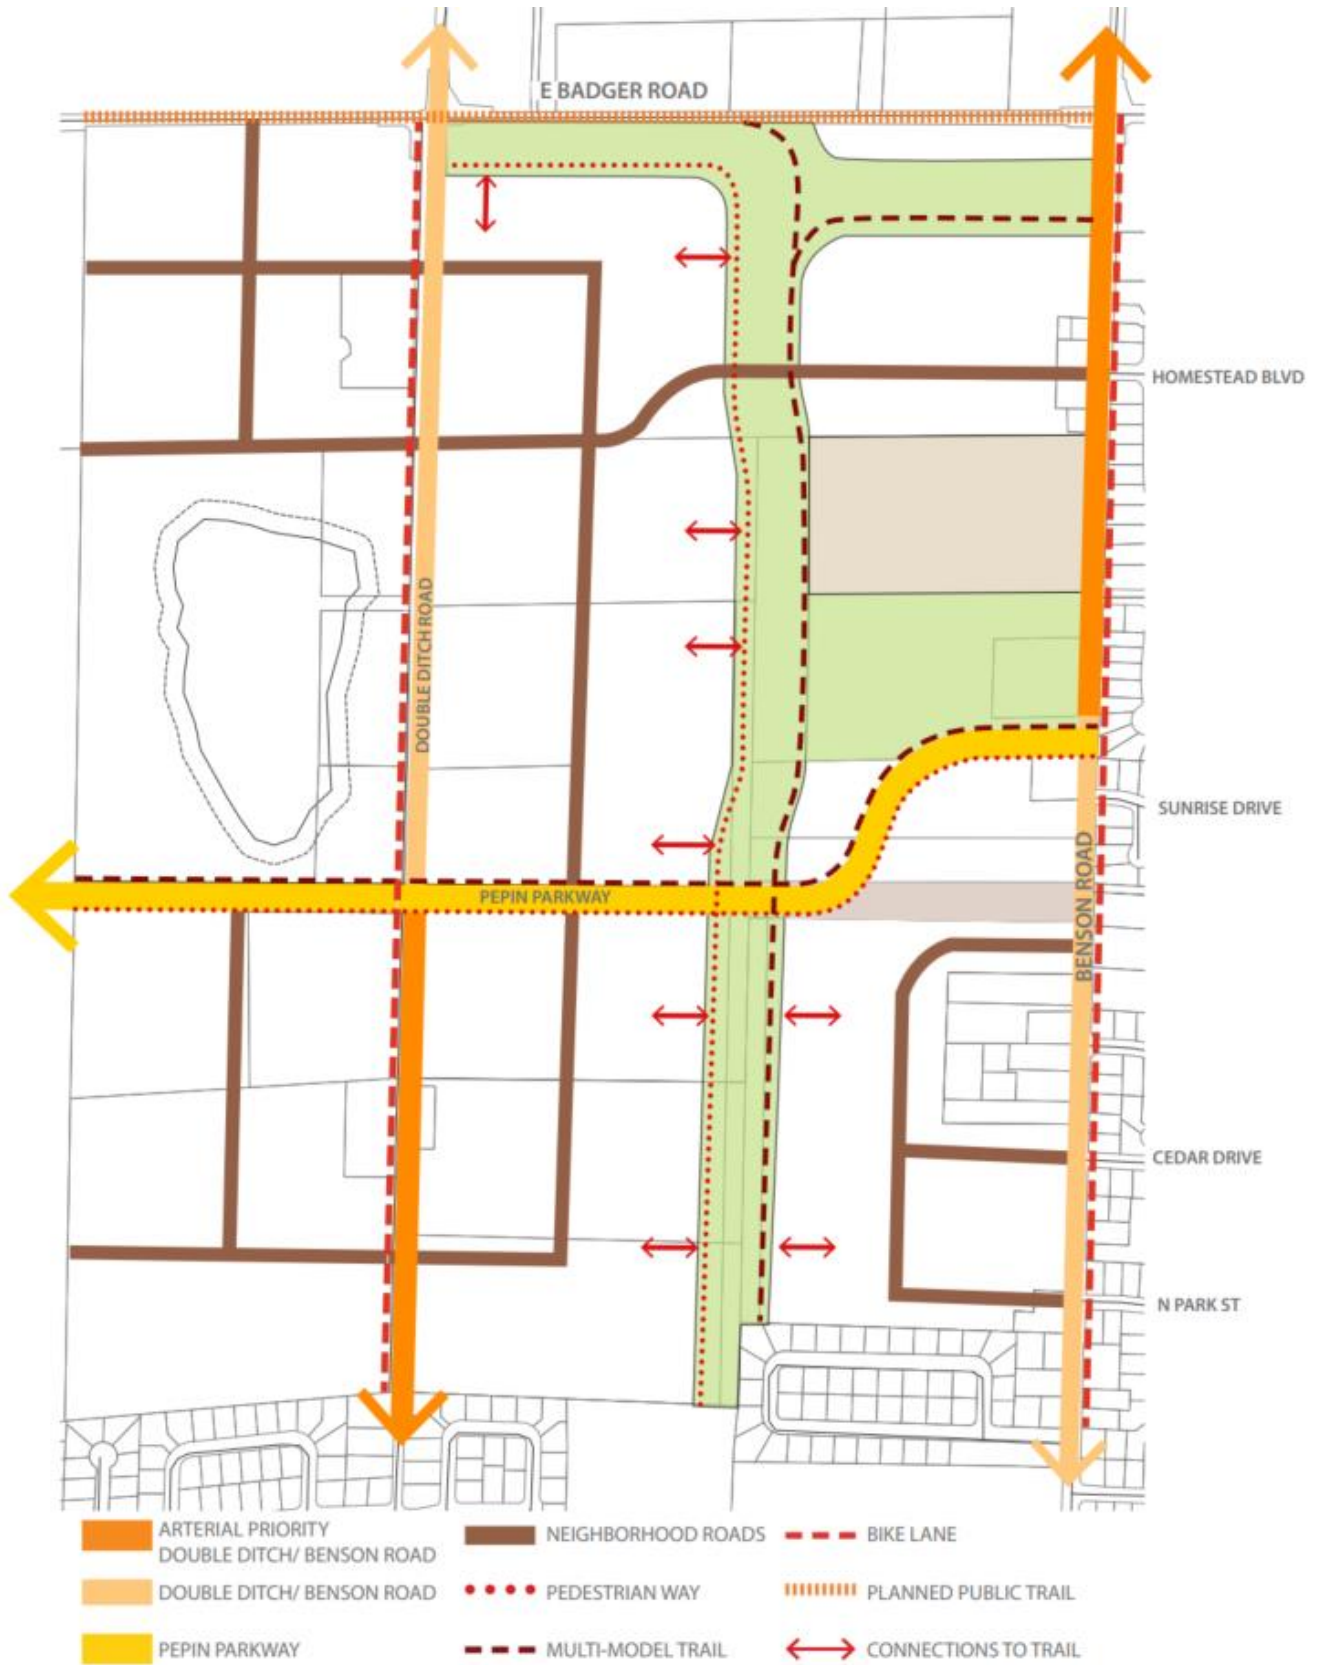 E BADGER ROAD
HOMESTEAD BLVD
DOUBLE DITCH ROAD
SUNRISE DRIVE
BENSON ROAD
PEPIN PARKWAY
CEDAR DRIVE
N PARK ST
ARTERIAL PRIORITY
DOUBLE DITCH/ BENSON ROAD
NEIGHBORHOOD ROADS
BIKE LANE
DOUBLE DITCH/ BENSON ROAD
PEDESTRIAN WAY
PLANNED PUBLIC TRAIL
PEPIN PARKWAY
MULTI-MODEL TRAIL
CONNECTIONS TO TRAIL